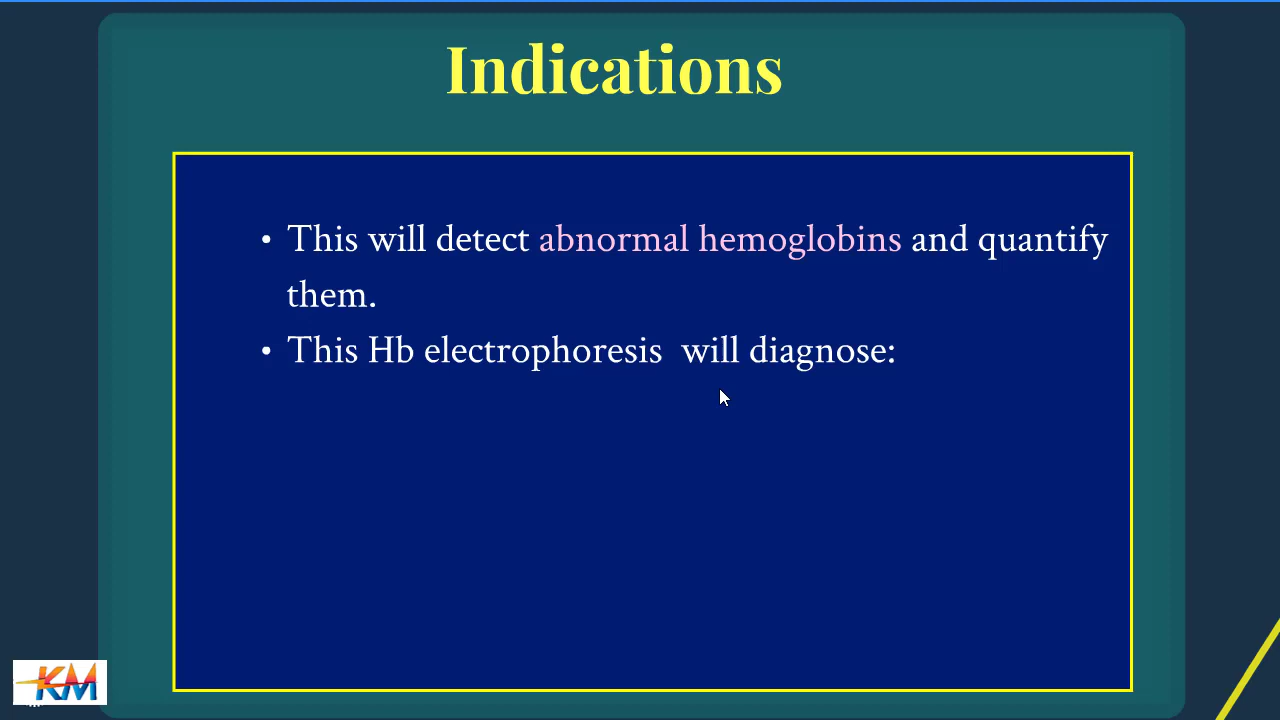 Indications
• This will detect abnormal hemoglobins and quantify
them.
• This Hb electrophoresis  will diagnose:
KM